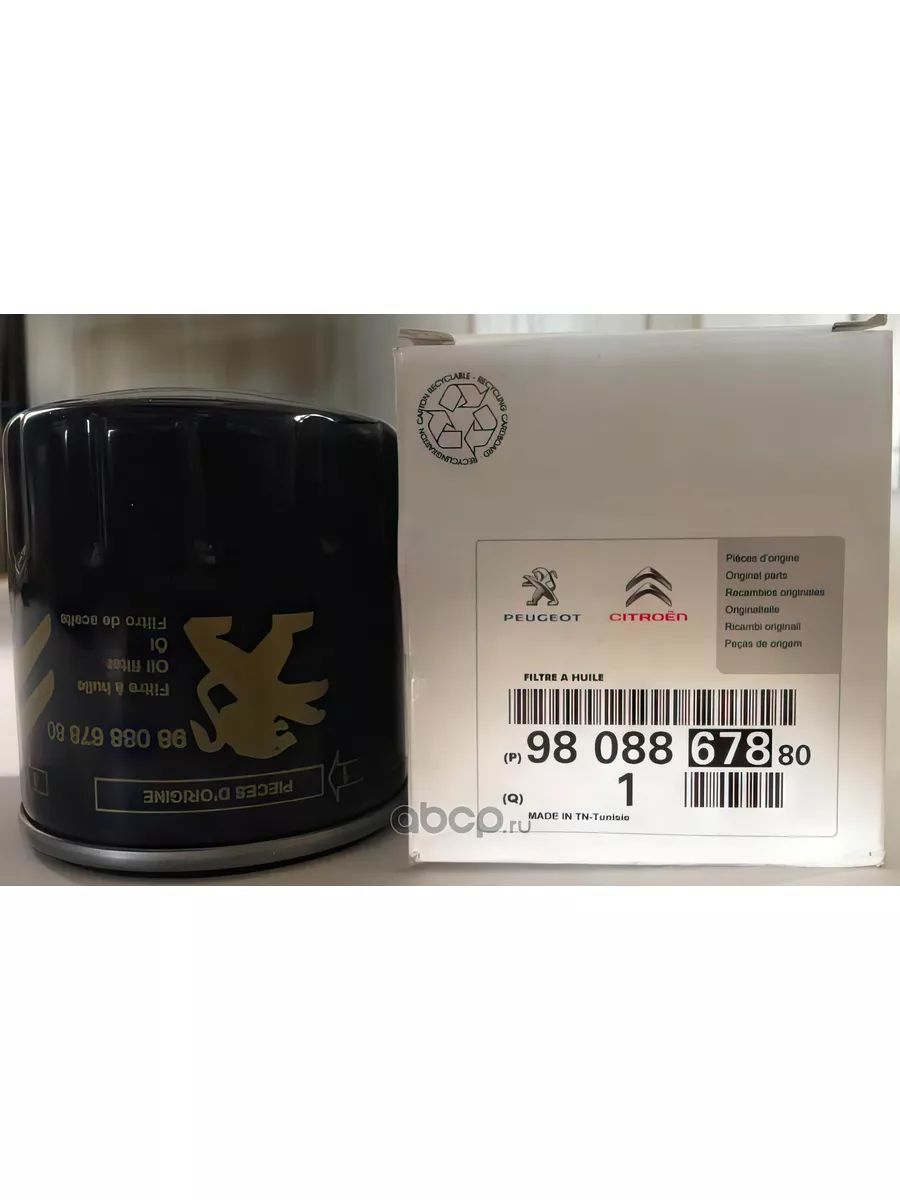 PIECES D'ORIGINE
98 088 678 80
Filtre à huile
Oil filter
Öl
Filtro de aceite
CARTON RECYCLABLE - RECYCLING CARDBOARD
PEUGEOT
CITROËN
Pièces d'origine
Original parts
Recambios originales
Originalteile
Ricambi originali
Peças de origem
FILTRE A HUILE
(P) 98 088 678 80
(Q) 1
MADE IN TN-Tunisie
abcp.ru